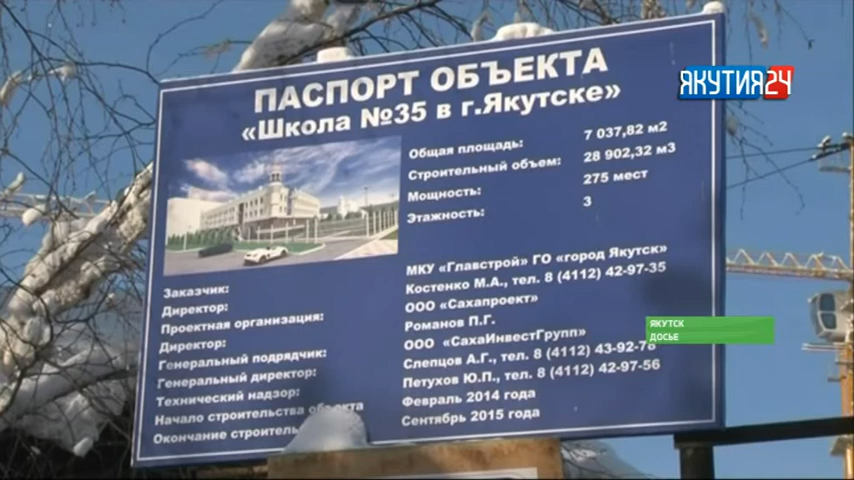 ПАСПОРТ ОБЪЕКТА
«Школа №35 в г.Якутске»
ЯКУТИЯ24
Общая площадь: 7 037,82 м2
Строительный объем: 28 902,32 м3
Мощность: 275 мест
Этажность: 3
Заказчик: МКУ «Главстрой» ГО «город Якутск»
Директор: Костенко М.А., тел. 8 (4112) 42-97-35
Проектная организация: ООО «Сахапроект»
Директор: Романов П.Г.
Генеральный подрядчик: ООО «СахаИнвестГрупп»
Генеральный директор: Слепцов А.Г., тел. 8 (4112) 43-92-78
Технический надзор: Петухов Ю.П., тел. 8 (4112) 42-97-56
Начало строительства объекта Февраль 2014 года
Окончание строитель Сентябрь 2015 года
ЯКУТСК
ДОСЬЕ